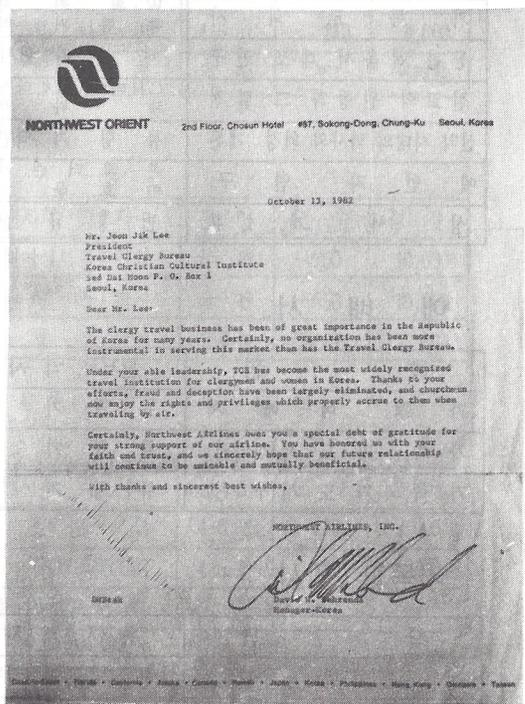 NORTHWEST ORIENT
2nd Floor, Chosun Hotel #87, Sokong-Dong, Chung-Ku Seoul, Korea
October 13, 1982
Mr. Joon Jik Lee
President
Travel Clergy Bureau
Korea Christian Cultural Institute
Sed Dai Moon P. O. Box 1
Seoul, Korea
Dear Mr. Lee:
The clergy travel business has been of great importance in the Republic
of Korea for many years. Certainly, no organization has been more
instrumental in serving this market than has the Travel Clergy Bureau.
Under your able leadership, TCB has become the most widely recognized
travel institution for clergymen and women in Korea. Thanks to your
efforts, fraud and deception have been largely eliminated, and churchmen
now enjoy the rights and privileges which properly accrue to them when
traveling by air.
Certainly, Northwest Airlines owes you a special debt of gratitude for
your strong support of our airline. You have honored us with your
faith and trust, and we sincerely hope that our future relationship
will continue to be amicable and mutually beneficial.
With thanks and sincerest best wishes,
NORTHWEST AIRLINES, INC.
David
Manager-Korea
Florida • California • Alaska • Canada • Hawaii • Japan • Korea • Philippines • Hong Kong • Okinawa • Taiwan